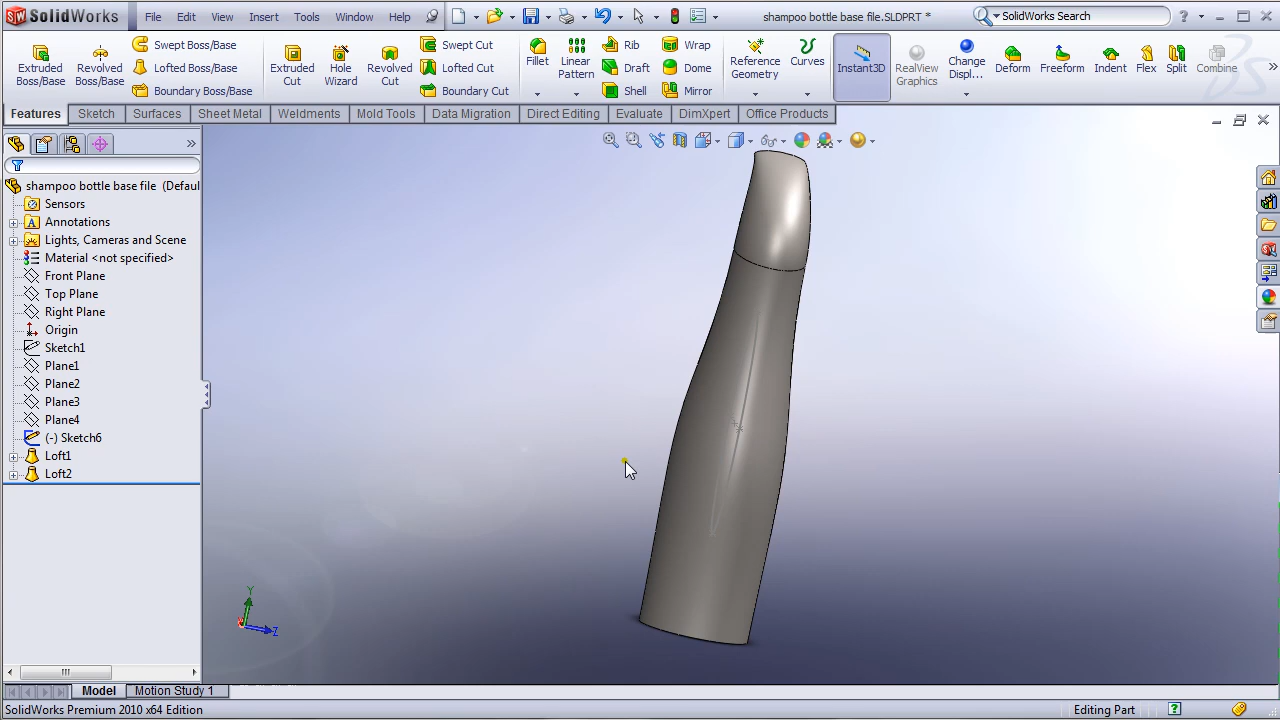 SolidWorks File Edit View Insert Tools Window Help shampoo bottle base file.SLDPRT * SolidWorks Search
Extruded Boss/Base
Revolved Boss/Base
Swept Boss/Base
Lofted Boss/Base
Boundary Boss/Base
Extruded Cut
Hole Wizard
Revolved Cut
Swept Cut
Lofted Cut
Boundary Cut
Fillet
Linear Pattern
Rib
Draft
Shell
Wrap
Dome
Mirror
Reference Geometry
Curves
Instant3D
RealView Graphics
Change Displ...
Deform
Freeform
Indent
Flex
Split
Combine
Features Sketch Surfaces Sheet Metal Weldments Mold Tools Data Migration Direct Editing Evaluate DimXpert Office Products
shampoo bottle base file (Defaul
Sensors
Annotations
Lights, Cameras and Scene
Material <not specified>
Front Plane
Top Plane
Right Plane
Origin
Sketch1
Plane1
Plane2
Plane3
Plane4
(-) Sketch6
Loft1
Loft2
Y
Z
Model Motion Study 1
SolidWorks Premium 2010 x64 Edition Editing Part